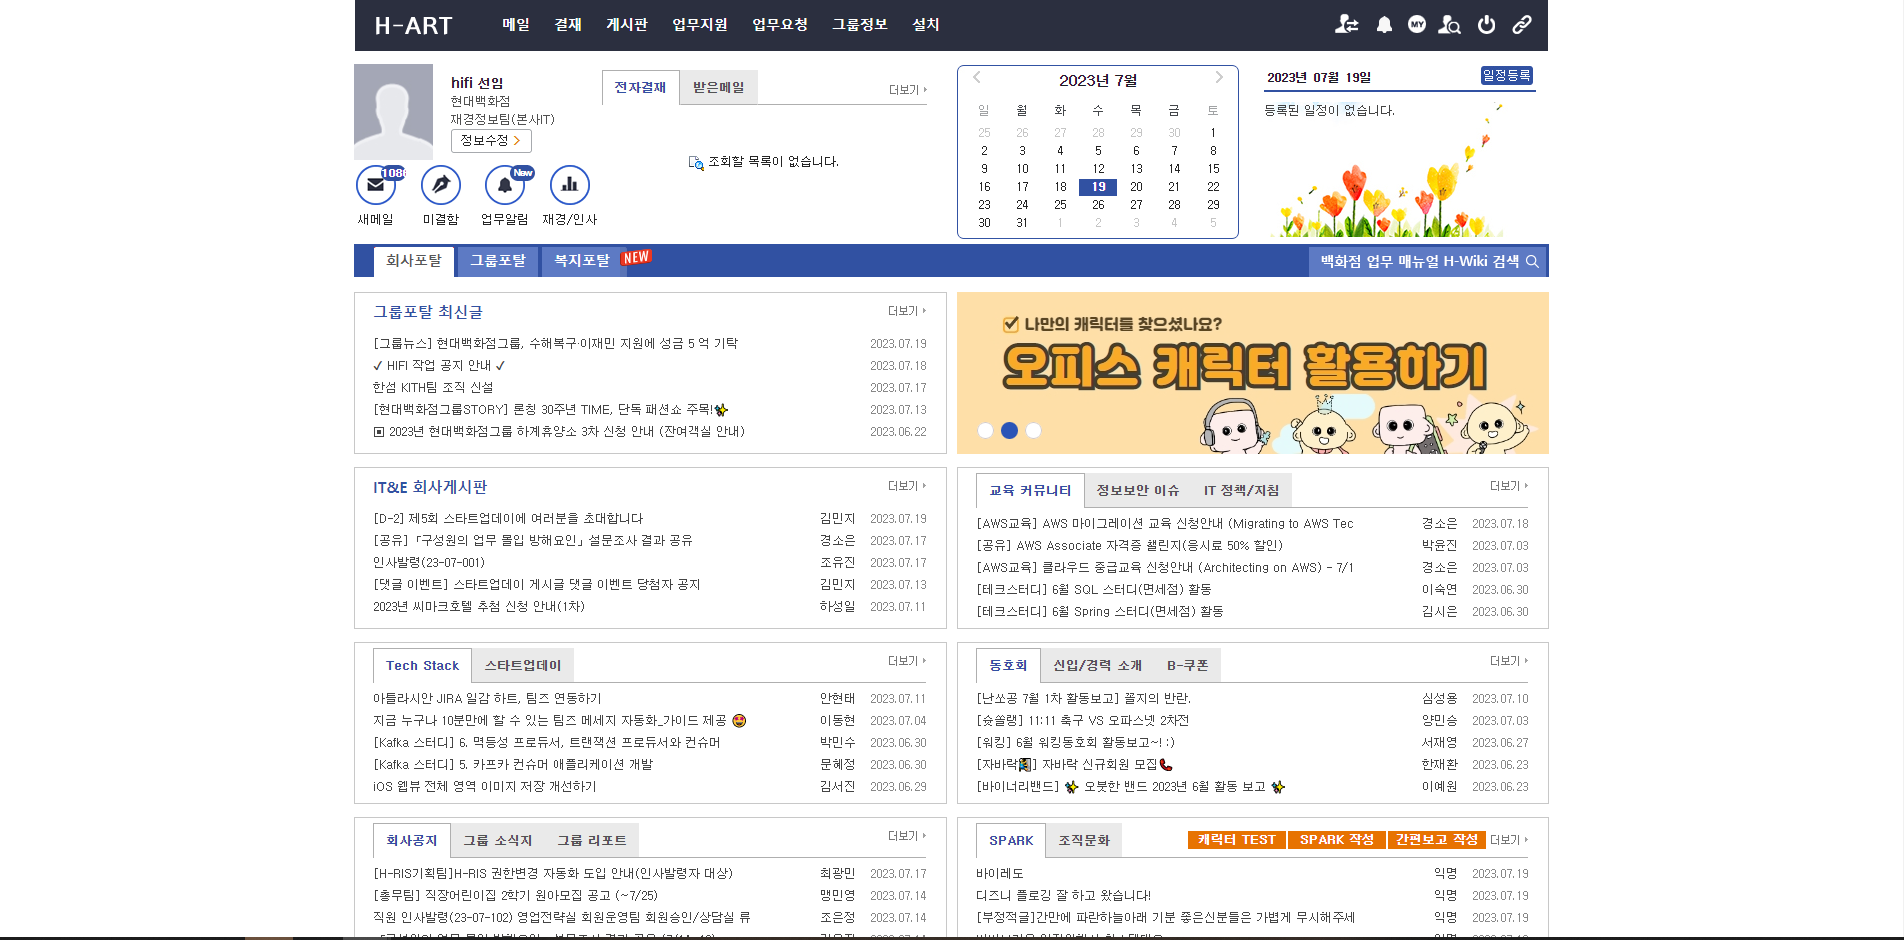 H-ART 메일 결재 게시판 업무지원 업무요청 그룹정보 설치 MY
hifi 선임
현대백화점
재경정보팀(본사IT)
정보수정
1086
New
새메일 미결함 업무알림 재경/인사
전자결재 받은메일 더보기
조회할 목록이 없습니다.
2023년 7월
일 월 화 수 목 금 토
25 26 27 28 29 30 1
2 3 4 5 6 7 8
9 10 11 12 13 14 15
16 17 18 19 20 21 22
23 24 25 26 27 28 29
30 31 1 2 3 4 5
2023년 07월 19일 일정등록
등록된 일정이 없습니다.
회사포탈 그룹포탈 복지포탈 NEW 백화점 업무 매뉴얼 H-Wiki 검색
그룹포탈 최신글 더보기
[그룹뉴스] 현대백화점그룹, 수해복구·이재민 지원에 성금 5 억 기탁 2023.07.19
✓ HIFI 작업 공지 안내 ✓ 2023.07.18
한섬 KITH팀 조직 신설 2023.07.17
[현대백화점그룹STORY] 론칭 30주년 TIME, 단독 패션쇼 주목!✨ 2023.07.13
▣ 2023년 현대백화점그룹 하계휴양소 3차 신청 안내 (잔여객실 안내) 2023.06.22
나만의 캐릭터를 찾으셨나요?
오피스 캐릭터 활용하기
IT&E 회사게시판 더보기
[D-2] 제5회 스타트업데이에 여러분을 초대합니다 김민지 2023.07.19
[공유] 「구성원의 업무 몰입 방해요인」 설문조사 결과 공유 경소은 2023.07.17
인사발령(23-07-001) 조유진 2023.07.17
[댓글 이벤트] 스타트업데이 게시글 댓글 이벤트 당첨자 공지 김민지 2023.07.13
2023년 씨마크호텔 추첨 신청 안내(1차) 하성일 2023.07.11
교육 커뮤니티 정보보안 이슈 IT 정책/지침 더보기
[AWS교육] AWS 마이그레이션 교육 신청안내 (Migrating to AWS Tec 경소은 2023.07.18
[공유] AWS Associate 자격증 챌린지(응시료 50% 할인) 박윤진 2023.07.03
[AWS교육] 클라우드 중급교육 신청안내 (Architecting on AWS) - 7/1 경소은 2023.07.03
[테크스터디] 6월 SQL 스터디(면세점) 활동 이숙연 2023.06.30
[테크스터디] 6월 Spring 스터디(면세점) 활동 김시은 2023.06.30
Tech Stack 스타트업데이 더보기
아틀라시안 JIRA 일감 하트, 팀즈 연동하기 안현태 2023.07.11
지금 누구나 10분만에 할 수 있는 팀즈 메세지 자동화_가이드 제공 🤩 이동현 2023.07.04
[Kafka 스터디] 6. 멱등성 프로듀서, 트랜잭션 프로듀서와 컨슈머 박민수 2023.06.30
[Kafka 스터디] 5. 카프카 컨슈머 애플리케이션 개발 문혜정 2023.06.30
iOS 웹뷰 전체 영역 이미지 저장 개선하기 김서진 2023.06.29
동호회 신입/경력 소개 B-쿠폰 더보기
[난쏘공 7월 1차 활동보고] 꼴지의 반란. 심성용 2023.07.10
[슛쏠랭] 11:11 축구 VS 오파스넷 2차전 양민승 2023.07.03
[워킹] 6월 워킹동호회 활동보고~! :) 서재영 2023.06.27
[자바락] 자바락 신규회원 모집📞 한재환 2023.06.23
[바이너리밴드] ✨ 오붓한 밴드 2023년 6월 활동 보고 ✨ 이예원 2023.06.23
회사공지 그룹 소식지 그룹 리포트 더보기
[H-RIS기획팀]H-RIS 권한변경 자동화 도입 안내(인사발령자 대상) 최광민 2023.07.17
[총무팀] 직장어린이집 2학기 원아모집 공고 (~7/25) 맹민영 2023.07.14
직원 인사발령(23-07-102) 영업전략실 회원운영팀 회원승인/상담실 류 조은정 2023.07.14
SPARK 조직문화 캐릭터 TEST SPARK 작성 간편보고 작성 더보기
바이레도 익명 2023.07.19
디즈니 플로깅 잘 하고 왔습니다! 익명 2023.07.19
[부정적글]간만에 파란하늘아래 기분 좋은신분들은 가볍게 무시해주세 익명 2023.07.19